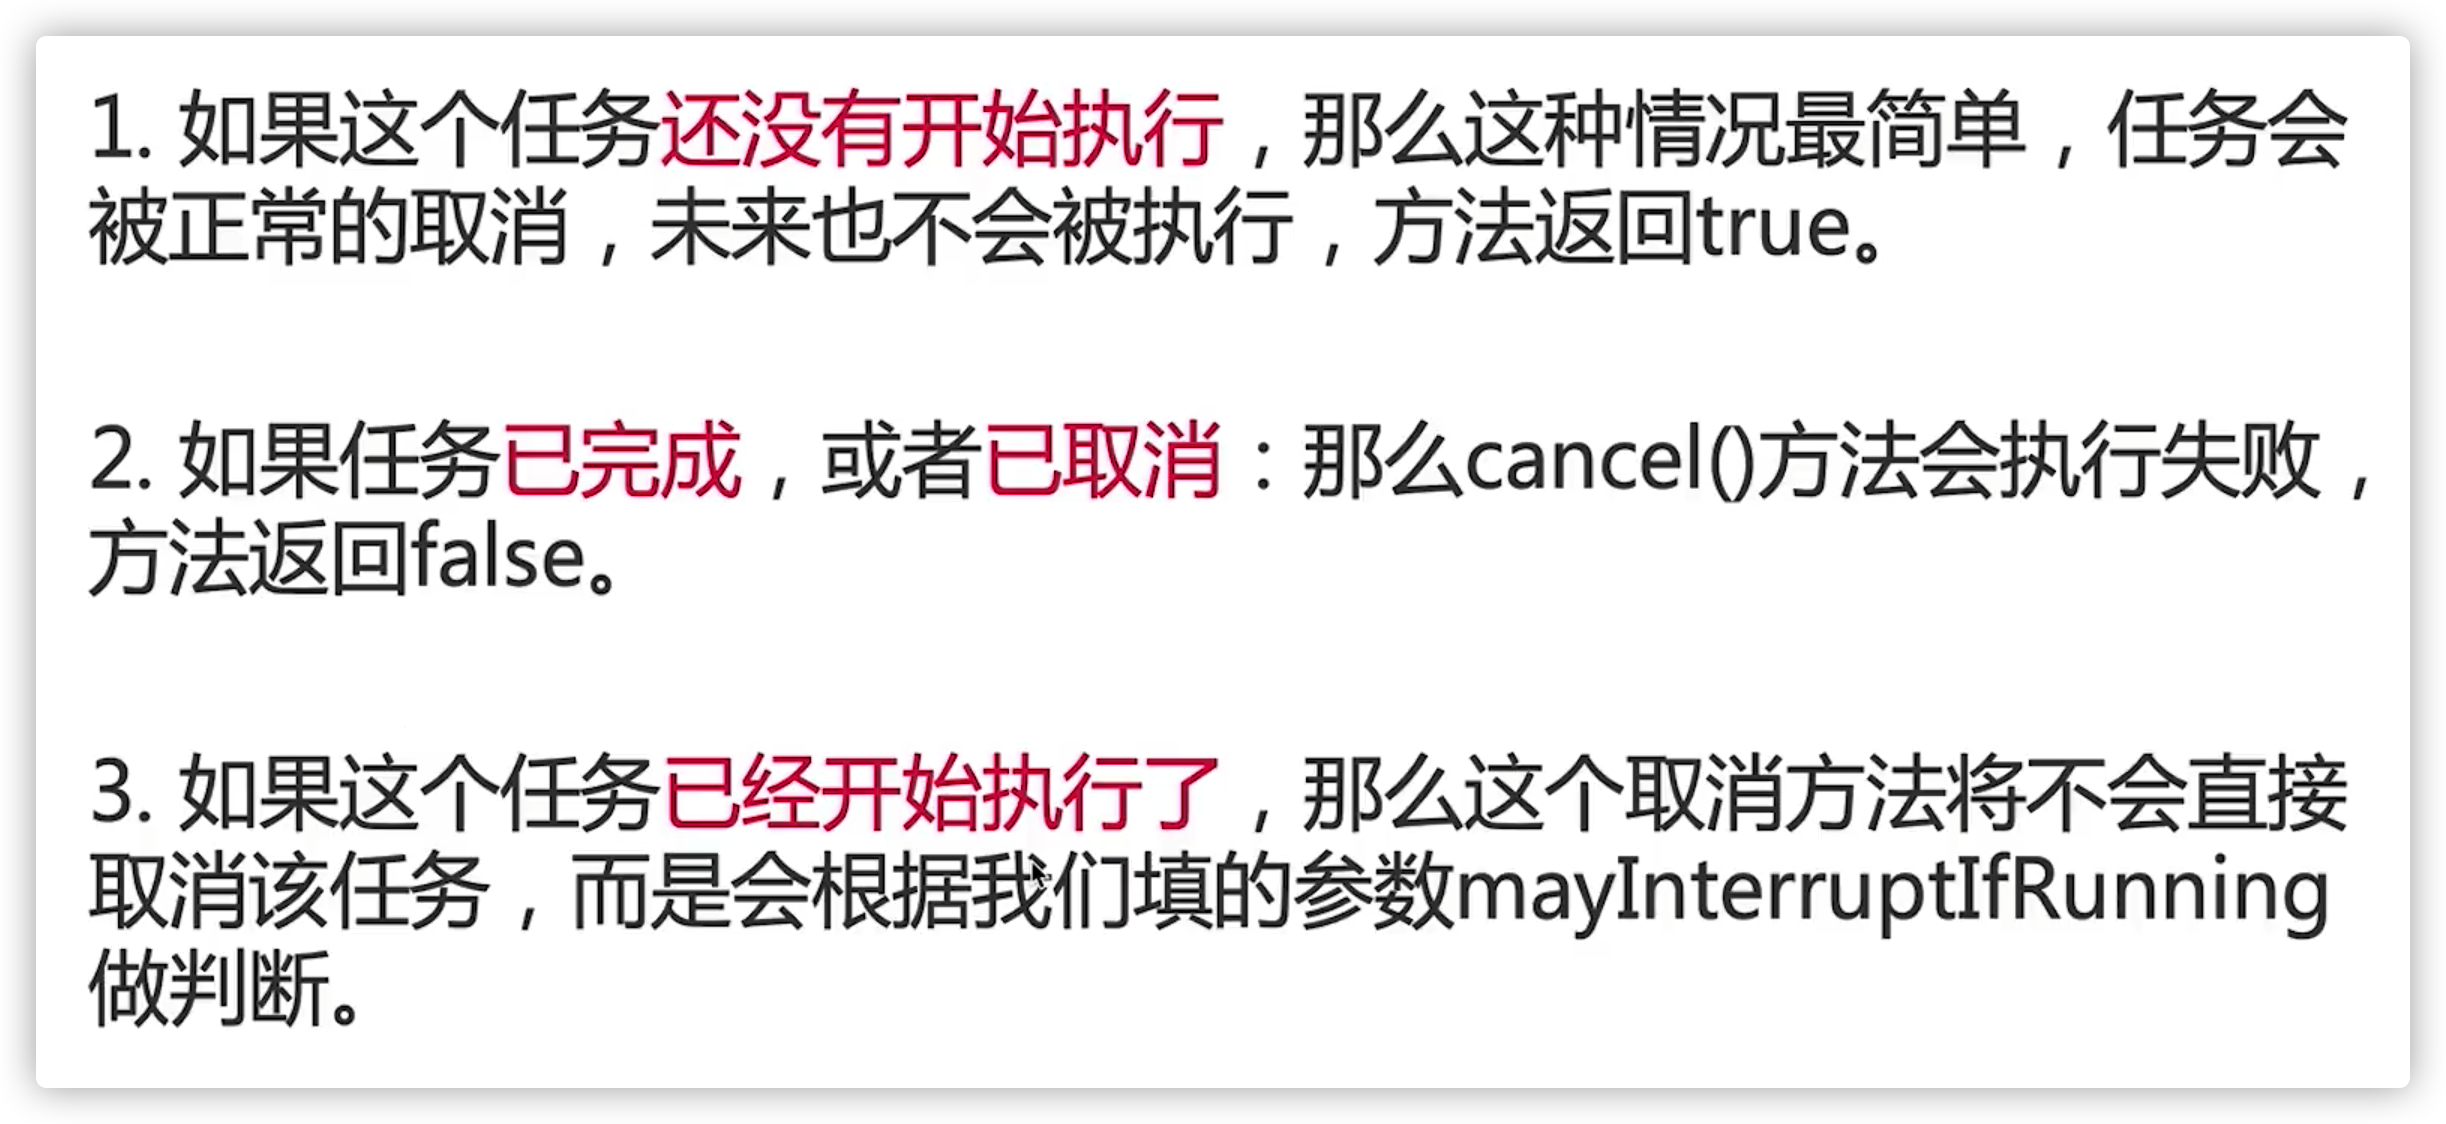 1. 如果这个任务还没有开始执行，那么这种情况最简单，任务会
被正常的取消，未来也不会被执行，方法返回true。
2. 如果任务已完成，或者已取消：那么cancel()方法会执行失败，
方法返回false。
3. 如果这个任务已经开始执行了，那么这个取消方法将不会直接
取消该任务，而是会根据我们填的参数mayInterruptIfRunning
做判断。